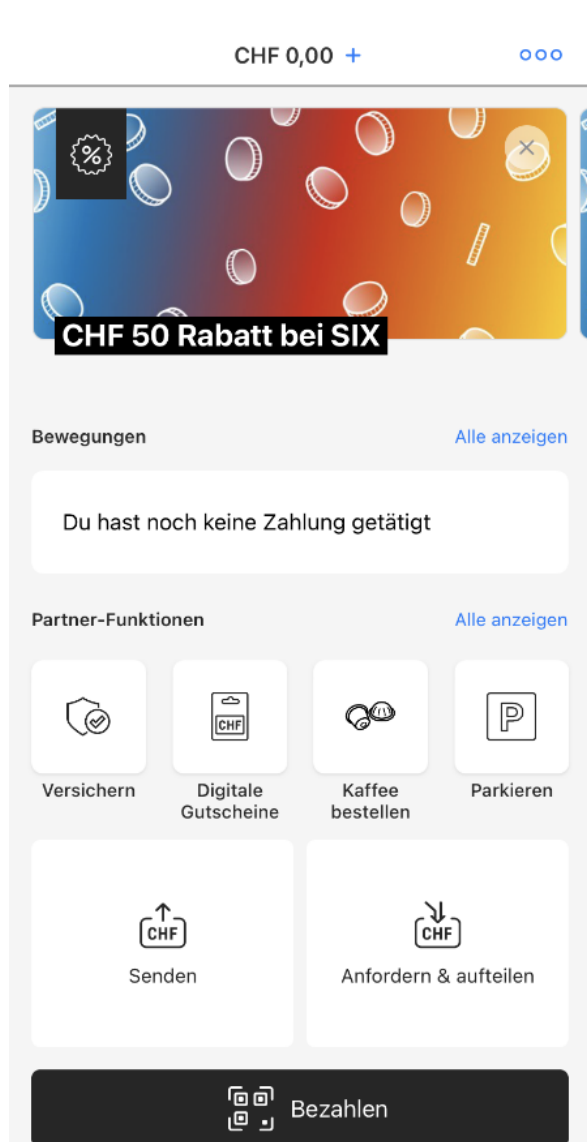 CHF 0,00 +
%
CHF 50 Rabatt bei SIX
Bewegungen
Alle anzeigen
Du hast noch keine Zahlung getätigt
Partner-Funktionen
Alle anzeigen
CHF
P
Versichern
Digitale
Gutscheine
Kaffee
bestellen
Parkieren
CHF
Senden
CHF
Anfordern & aufteilen
Bezahlen